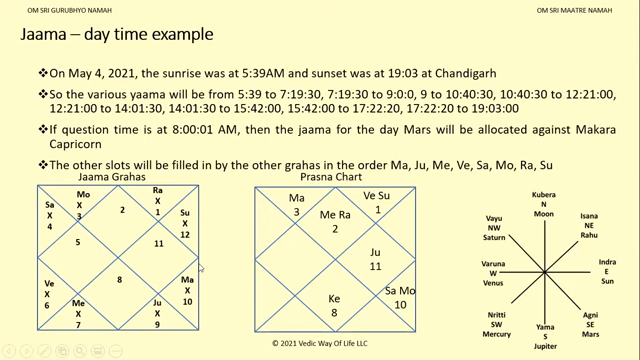 OM SRI GURUBHYO NAMAH
OM SRI MAATRE NAMAH
Jaama – day time example
❖On May 4, 2021, the sunrise was at 5:39AM and sunset was at 19:03 at Chandigarh
❖So the various yaama will be from 5:39 to 7:19:30, 7:19:30 to 9:0:0, 9 to 10:40:30, 10:40:30 to 12:21:00,
12:21:00 to 14:01:30, 14:01:30 to 15:42:00, 15:42:00 to 17:22:20, 17:22:20 to 19:03:00
❖If question time is at 8:00:01 AM, then the jaama for the day Mars will be allocated against Makara
Capricorn
❖The other slots will be filled in by the other grahas in the order Ma, Ju, Me, Ve, Sa, Mo, Ra, Su
Jaama Grahas
Sa
X
4
Mo
X
3
2
Ra
X
1
Su
X
12
5
11
8
Ve
X
6
Me
X
7
Ju
X
9
Ma
X
10
Prasna Chart
Ma
3
Me Ra
2
Ve Su
1
Ju
11
Sa Mo
10
Ke
8
Kubera
N
Moon
Vayu
NW
Saturn
Isana
NE
Rahu
Varuna
W
Venus
Indra
E
Sun
Nritti
SW
Mercury
Yama
S
Jupiter
Agni
SE
Mars
© 2021 Vedic Way Of Life LLC